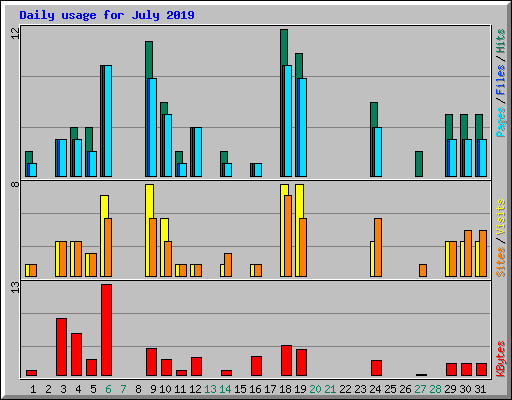 Daily usage for July 2019
12
Pages / Files / Hits
8
Sites / Visits
13
KBytes
1 2 3 4 5 6 7 8 9 10 11 12 13 14 15 16 17 18 19 20 21 22 23 24 25 26 27 28 29 30 31